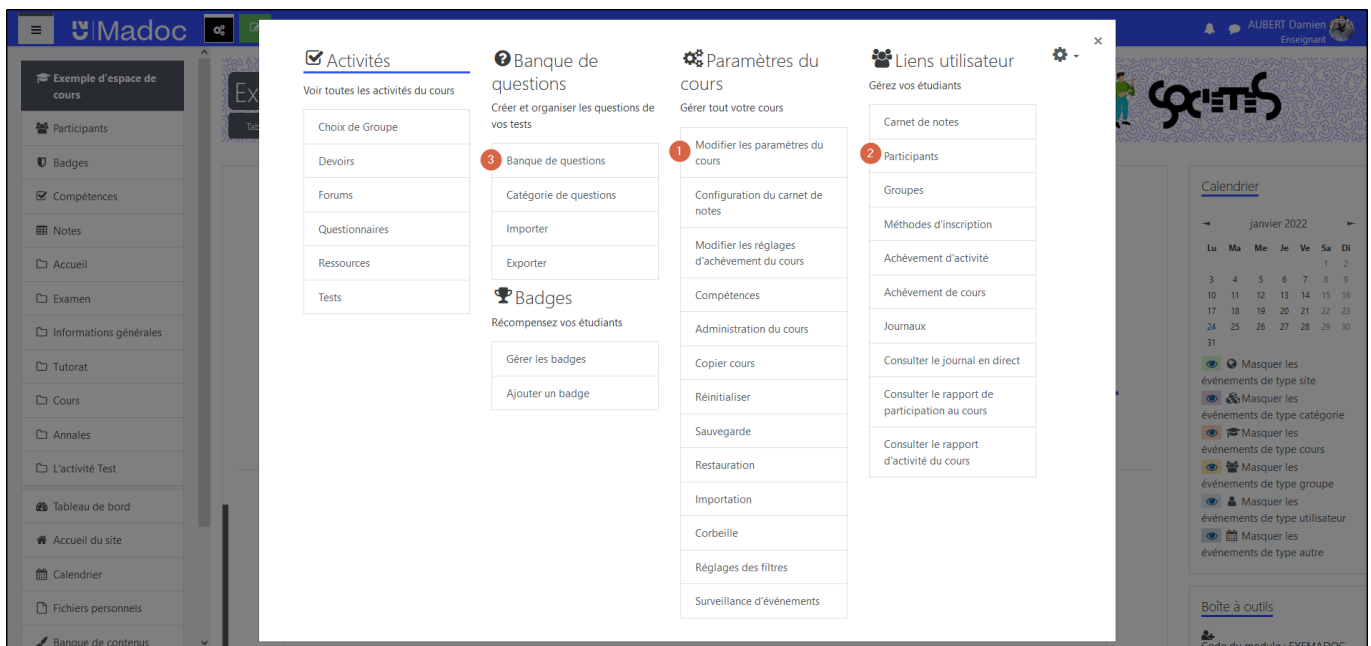 Madoc
AUBERT Damien
Enseignant
Exemple d'espace de
cours
Participants
Badges
Compétences
Notes
Accueil
Examen
Informations générales
Tutorat
Cours
Annales
L'activité Test
Tableau de bord
Accueil du site
Calendrier
Fichiers personnels
Banque de contenus
Ex
Tab
Activités
Voir toutes les activités du cours
Choix de Groupe
Devoirs
Forums
Questionnaires
Ressources
Tests
Banque de
questions
Créer et organiser les questions de
vos tests
3 Banque de questions
Catégorie de questions
Importer
Exporter
Badges
Récompensez vos étudiants
Gérer les badges
Ajouter un badge
Paramètres du
cours
Gérer tout votre cours
1 Modifier les paramètres du
cours
Configuration du carnet de
notes
Modifier les réglages
d'achèvement du cours
Compétences
Administration du cours
Copier cours
Réinitialiser
Sauvegarde
Restauration
Importation
Corbeille
Réglages des filtres
Surveillance d'événements
Liens utilisateur
Gérez vos étudiants
Carnet de notes
2 Participants
Groupes
Méthodes d'inscription
Achèvement d'activité
Achèvement de cours
Journaux
Consulter le journal en direct
Consulter le rapport de
participation au cours
Consulter le rapport
d'activité du cours
×
SOCIETES
Calendrier
◄ janvier 2022 ►
Lu Ma Me Je Ve Sa Di
1 2
3 4 5 6 7 8 9
10 11 12 13 14 15 16
17 18 19 20 21 22 23
24 25 26 27 28 29 30
31
Masquer les
événements de type site
Masquer les
événements de type catégorie
Masquer les
événements de type cours
Masquer les
événements de type groupe
Masquer les
événements de type utilisateur
Masquer les
événements de type autre
Boîte à outils
Code du module : EXEMADOC